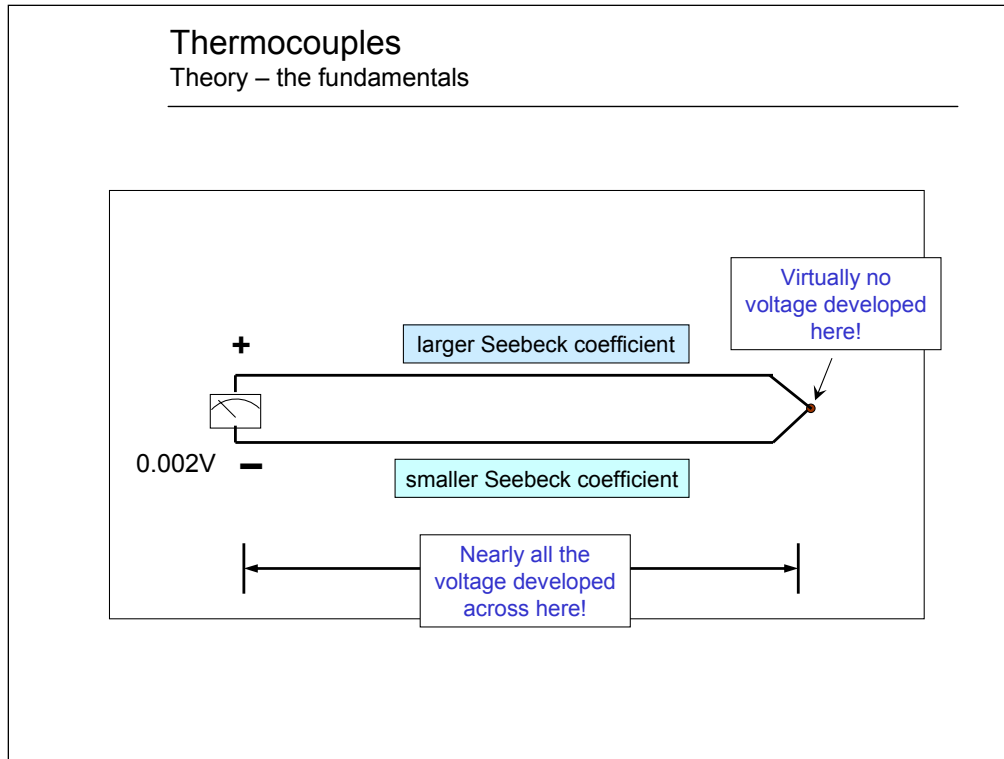 Thermocouples
Theory – the fundamentals
Virtually no
voltage developed
here!
+
larger Seebeck coefficient
0.002V –
smaller Seebeck coefficient
Nearly all the
voltage developed
across here!